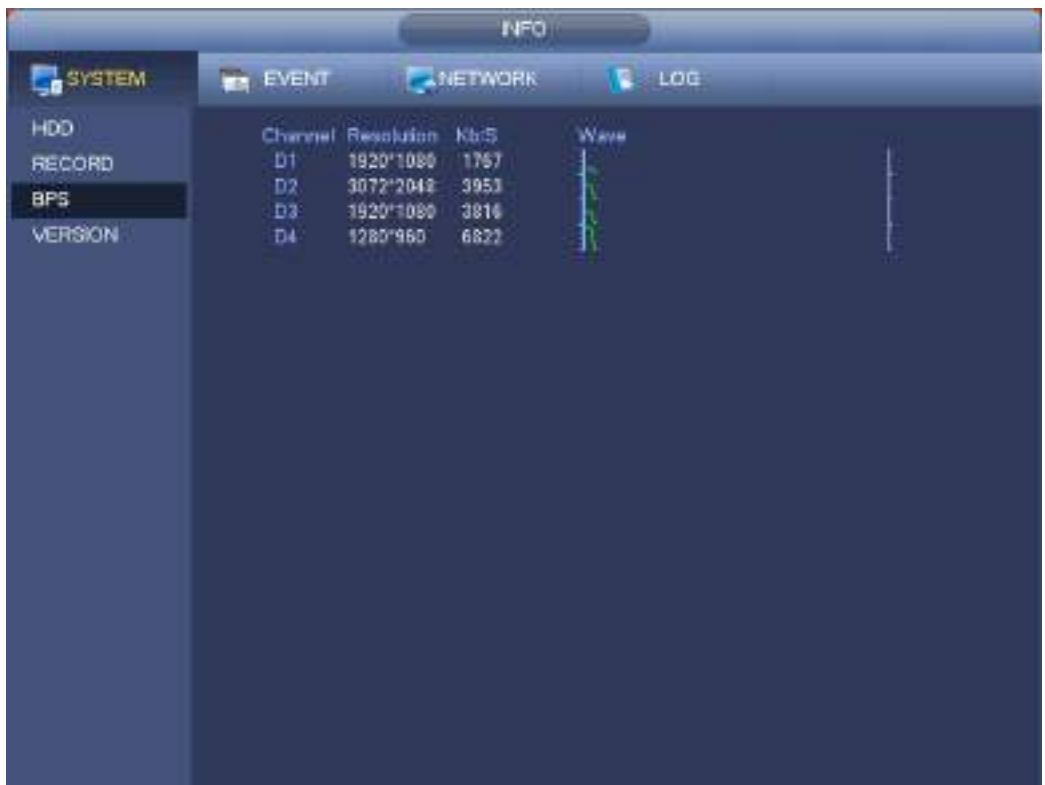 INFO
SYSTEM EVENT NETWORK LOG
HDD
RECORD
BPS
VERSION
Channel Resolution Kb/S Wave
D1 1920*1080 1767
D2 3072*2048 3953
D3 1920*1080 3816
D4 1280*960 6822